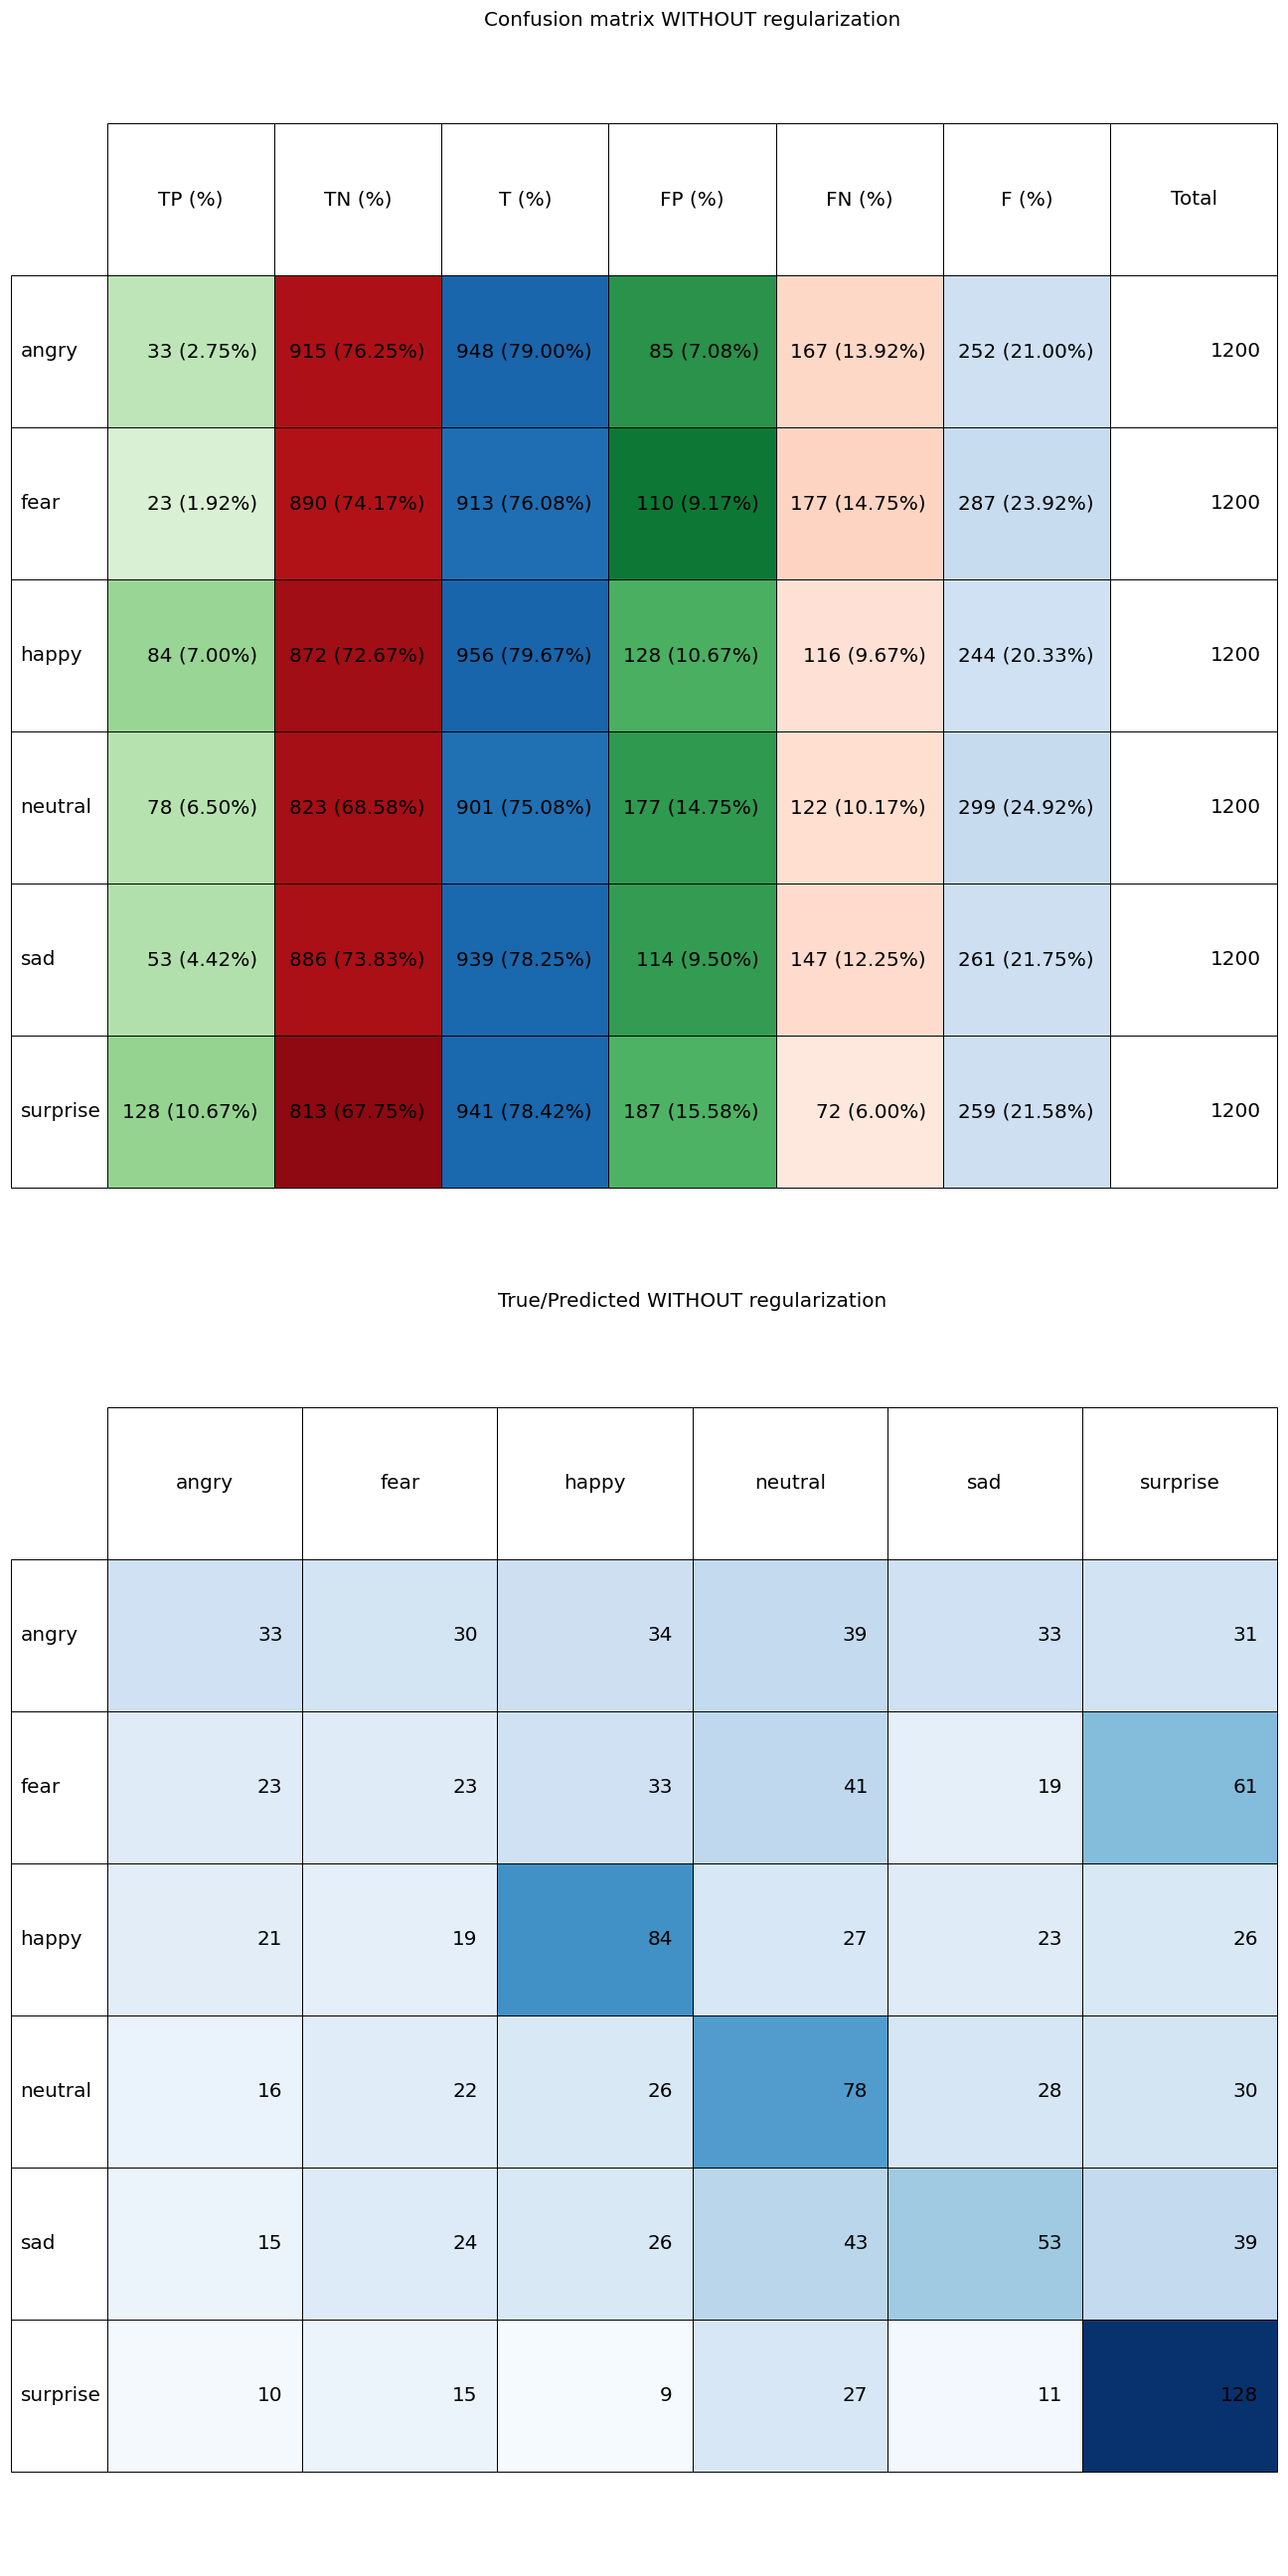 Confusion matrix WITHOUT regularization
TP (%) TN (%) T (%) FP (%) FN (%) F (%) Total
angry 33 (2.75%) 915 (76.25%) 948 (79.00%) 85 (7.08%) 167 (13.92%) 252 (21.00%) 1200
fear 23 (1.92%) 890 (74.17%) 913 (76.08%) 110 (9.17%) 177 (14.75%) 287 (23.92%) 1200
happy 84 (7.00%) 872 (72.67%) 956 (79.67%) 128 (10.67%) 116 (9.67%) 244 (20.33%) 1200
neutral 78 (6.50%) 823 (68.58%) 901 (75.08%) 177 (14.75%) 122 (10.17%) 299 (24.92%) 1200
sad 53 (4.42%) 886 (73.83%) 939 (78.25%) 114 (9.50%) 147 (12.25%) 261 (21.75%) 1200
surprise 128 (10.67%) 813 (67.75%) 941 (78.42%) 187 (15.58%) 72 (6.00%) 259 (21.58%) 1200
True/Predicted WITHOUT regularization
angry fear happy neutral sad surprise
angry 33 30 34 39 33 31
fear 23 23 33 41 19 61
happy 21 19 84 27 23 26
neutral 16 22 26 78 28 30
sad 15 24 26 43 53 39
surprise 10 15 9 27 11 128